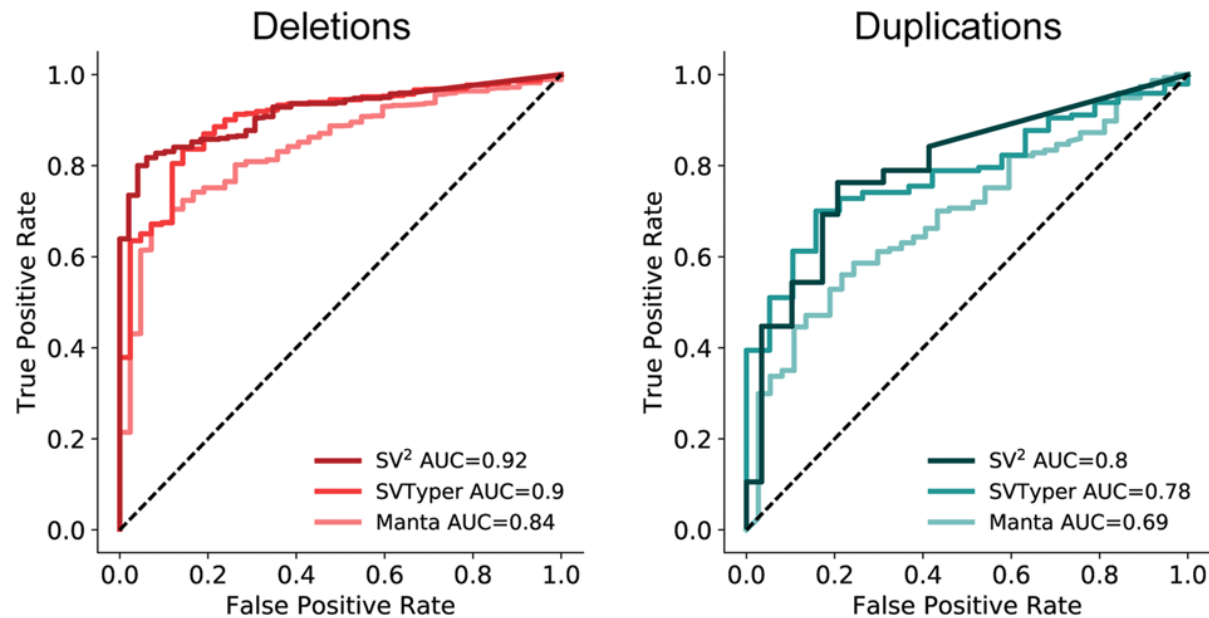 Deletions
True Positive Rate
1.0
0.8
0.6
0.4
0.2
0.0
SV² AUC=0.92
SVTyper AUC=0.9
Manta AUC=0.84
0.0 0.2 0.4 0.6 0.8 1.0
False Positive Rate
Duplications
True Positive Rate
1.0
0.8
0.6
0.4
0.2
0.0
SV² AUC=0.8
SVTyper AUC=0.78
Manta AUC=0.69
0.0 0.2 0.4 0.6 0.8 1.0
False Positive Rate